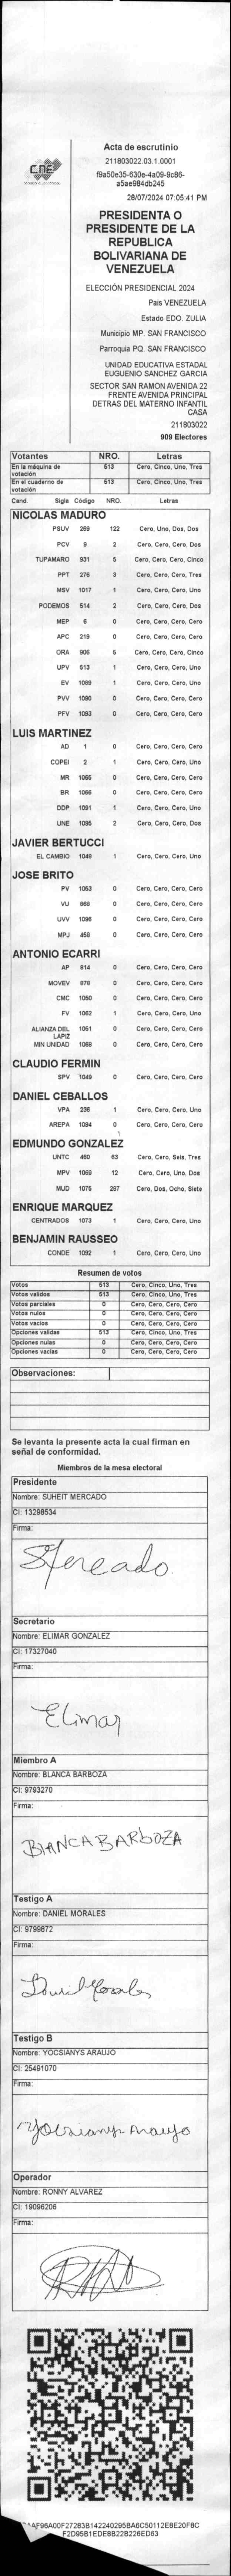 CNE
Acta de escrutinio
211803022.03.1.0001
f9a50e35-630e-4a09-9c86-
a5ae984db245
28/07/2024 07:05:41 PM
PRESIDENTA O
PRESIDENTE DE LA
REPUBLICA
BOLIVARIANA DE
VENEZUELA
ELECCIÓN PRESIDENCIAL 2024
Pais VENEZUELA
Estado EDO. ZULIA
Municipio MP. SAN FRANCISCO
Parroquia PQ. SAN FRANCISCO
UNIDAD EDUCATIVA ESTADAL
EUGENIO SANCHEZ GARCIA
SECTOR SAN RAMON AVENIDA 22
FRENTE AVENIDA PRINCIPAL
DETRAS DEL MATERNO INFANTIL
CASA
211803022
909 Electores
Votantes NRO. Letras
En la máquina de votación 513 Cero, Cinco, Uno, Tres
En el cuaderno de votación 513 Cero, Cinco, Uno, Tres
Cand. Sigla Código NRO. Letras
NICOLAS MADURO
PSUV 269 122 Cero, Uno, Dos, Dos
PCV 9 2 Cero, Cero, Cero, Dos
TUPAMARO 931 5 Cero, Cero, Cero, Cinco
PPT 276 3 Cero, Cero, Cero, Tres
MSV 1017 1 Cero, Cero, Cero, Uno
PODEMOS 514 2 Cero, Cero, Cero, Dos
MEP 6 0 Cero, Cero, Cero, Cero
APC 219 0 Cero, Cero, Cero, Cero
ORA 906 5 Cero, Cero, Cero, Cinco
UPV 513 1 Cero, Cero, Cero, Uno
EV 1089 1 Cero, Cero, Cero, Uno
PVV 1090 0 Cero, Cero, Cero, Cero
PFV 1093 0 Cero, Cero, Cero, Cero
LUIS MARTINEZ
AD 1 0 Cero, Cero, Cero, Cero
COPEI 2 1 Cero, Cero, Cero, Uno
MR 1065 0 Cero, Cero, Cero, Cero
BR 1066 0 Cero, Cero, Cero, Cero
DDP 1091 1 Cero, Cero, Cero, Uno
UNE 1095 2 Cero, Cero, Cero, Dos
JAVIER BERTUCCI
EL CAMBIO 1048 1 Cero, Cero, Cero, Uno
JOSE BRITO
PV 1053 0 Cero, Cero, Cero, Cero
VU 868 0 Cero, Cero, Cero, Cero
UVV 1096 0 Cero, Cero, Cero, Cero
MPJ 458 0 Cero, Cero, Cero, Cero
ANTONIO ECARRI
AP 814 0 Cero, Cero, Cero, Cero
MOVEV 878 0 Cero, Cero, Cero, Cero
CMC 1050 0 Cero, Cero, Cero, Cero
FV 1062 1 Cero, Cero, Cero, Uno
ALIANZA DEL LAPIZ 1051 0 Cero, Cero, Cero, Cero
MIN UNIDAD 1069 0 Cero, Cero, Cero, Cero
CLAUDIO FERMIN
SPV 1049 0 Cero, Cero, Cero, Cero
DANIEL CEBALLOS
VPA 236 1 Cero, Cero, Cero, Uno
AREPA 1094 0 Cero, Cero, Cero, Cero
EDMUNDO GONZALEZ
UNTC 460 63 Cero, Cero, Seis, Tres
MPV 1069 12 Cero, Cero, Uno, Dos
MUD 1075 287 Cero, Dos, Ocho, Siete
ENRIQUE MARQUEZ
CENTRADOS 1073 1 Cero, Cero, Cero, Uno
BENJAMIN RAUSSEO
CONDE 1092 1 Cero, Cero, Cero, Uno
Resumen de votos
Votos 513 Cero, Cinco, Uno, Tres
Votos validos 513 Cero, Cinco, Uno, Tres
Votos parciales 0 Cero, Cero, Cero, Cero
Votos nulos 0 Cero, Cero, Cero, Cero
Votos vacios 0 Cero, Cero, Cero, Cero
Opciones validas 513 Cero, Cinco, Uno, Tres
Opciones nulas 0 Cero, Cero, Cero, Cero
Opciones vacias 0 Cero, Cero, Cero, Cero
Observaciones:
Se levanta la presente acta la cual firman en
señal de conformidad.
Miembros de la mesa electoral
Presidente
Nombre: SUHEIT MERCADO
CI: 13298534
Firma:
SMercado
Secretario
Nombre: ELIMAR GONZALEZ
CI: 17327040
Firma:
Elimar
Miembro A
Nombre: BLANCA BARBOZA
CI: 9793270
Firma:
BLANCA BARBOZA
Testigo A
Nombre: DANIEL MORALES
CI: 9799872
Firma:
Daniel Morales
Testigo B
Nombre: YOCSIANYS ARAUJO
CI: 25491070
Firma:
Yocsianys Araujo
Operador
Nombre: RONNY ALVAREZ
CI: 19096206
Firma:
AF98A00F27283B142240295BA6C50112E8E20F8C
F2D95B1EDE8B22B226ED63